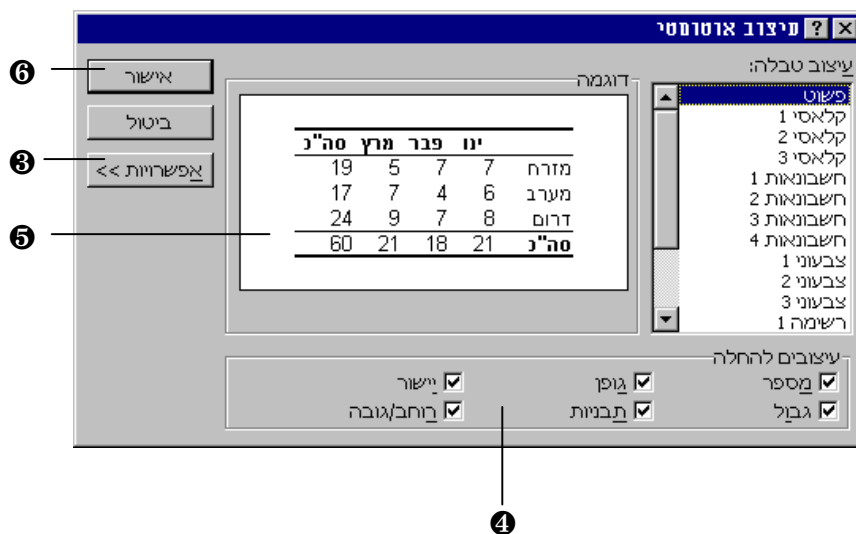 עיצוב אוטומטי
עיצוב טבלה:
פשוט
קלאסי 1
קלאסי 2
קלאסי 3
חשבונאות 1
חשבונאות 2
חשבונאות 3
חשבונאות 4
צבעוני 1
צבעוני 2
צבעוני 3
רשימה 1
דוגמה
ינו פבר מרץ סה"כ
מזרח 7 7 5 19
מערב 6 4 7 17
דרום 8 7 9 24
סה"כ 21 18 21 60
❻ אישור
ביטול
❸ אפשרויות >>
❺
עיצובים להחלה
מספר גופן יישור
גבול תבניות רוחב/גובה
❹